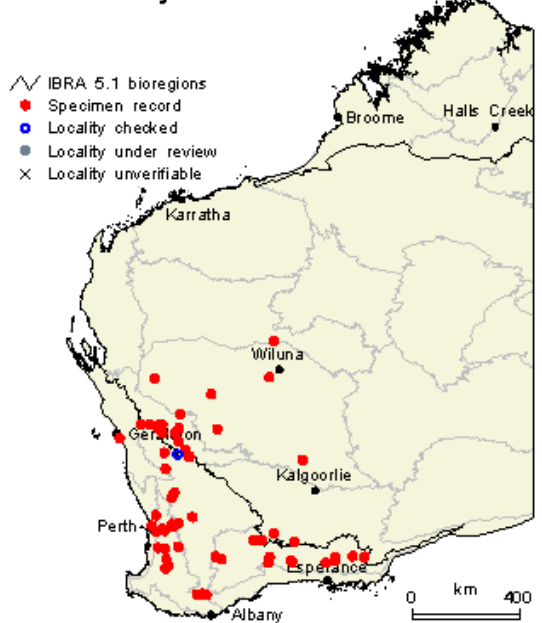 IBRA 5.1 bioregions
Specimen record
Locality checked
Locality under review
Locality unverifiable
Broome
Halls Creek
Karratha
Wiluna
Geraldton
Kalgoorlie
Perth
Esperance
Albany
km
0 400